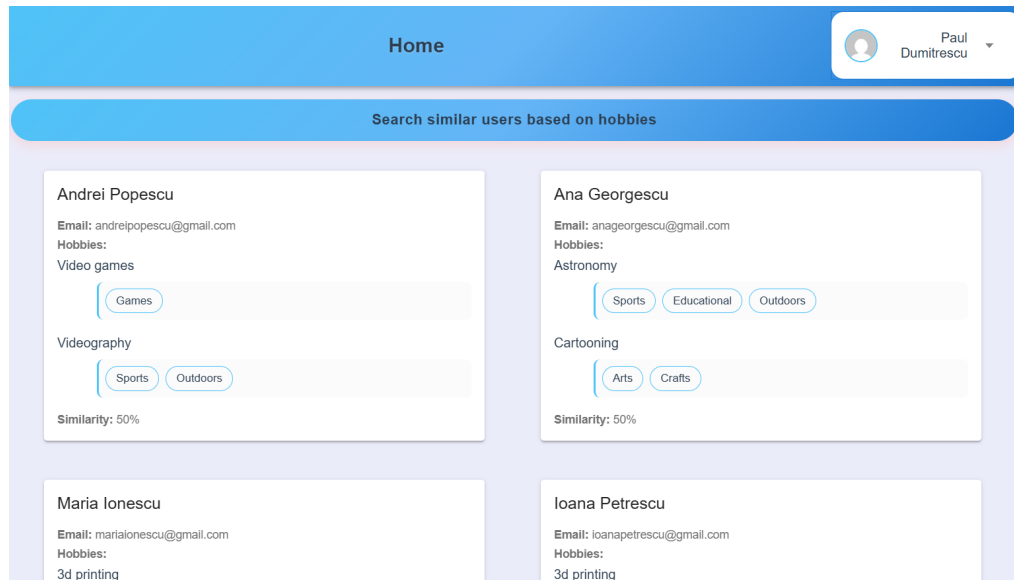 Home
Paul
Dumitrescu
Search similar users based on hobbies
Andrei Popescu
Email: andreipopescu@gmail.com
Hobbies:
Video games
Games
Videography
Sports Outdoors
Similarity: 50%
Ana Georgescu
Email: anageorgescu@gmail.com
Hobbies:
Astronomy
Sports Educational Outdoors
Cartooning
Arts Crafts
Similarity: 50%
Maria Ionescu
Email: mariaionescu@gmail.com
Hobbies:
3d printing
Ioana Petrescu
Email: ioanapetrescu@gmail.com
Hobbies:
3d printing